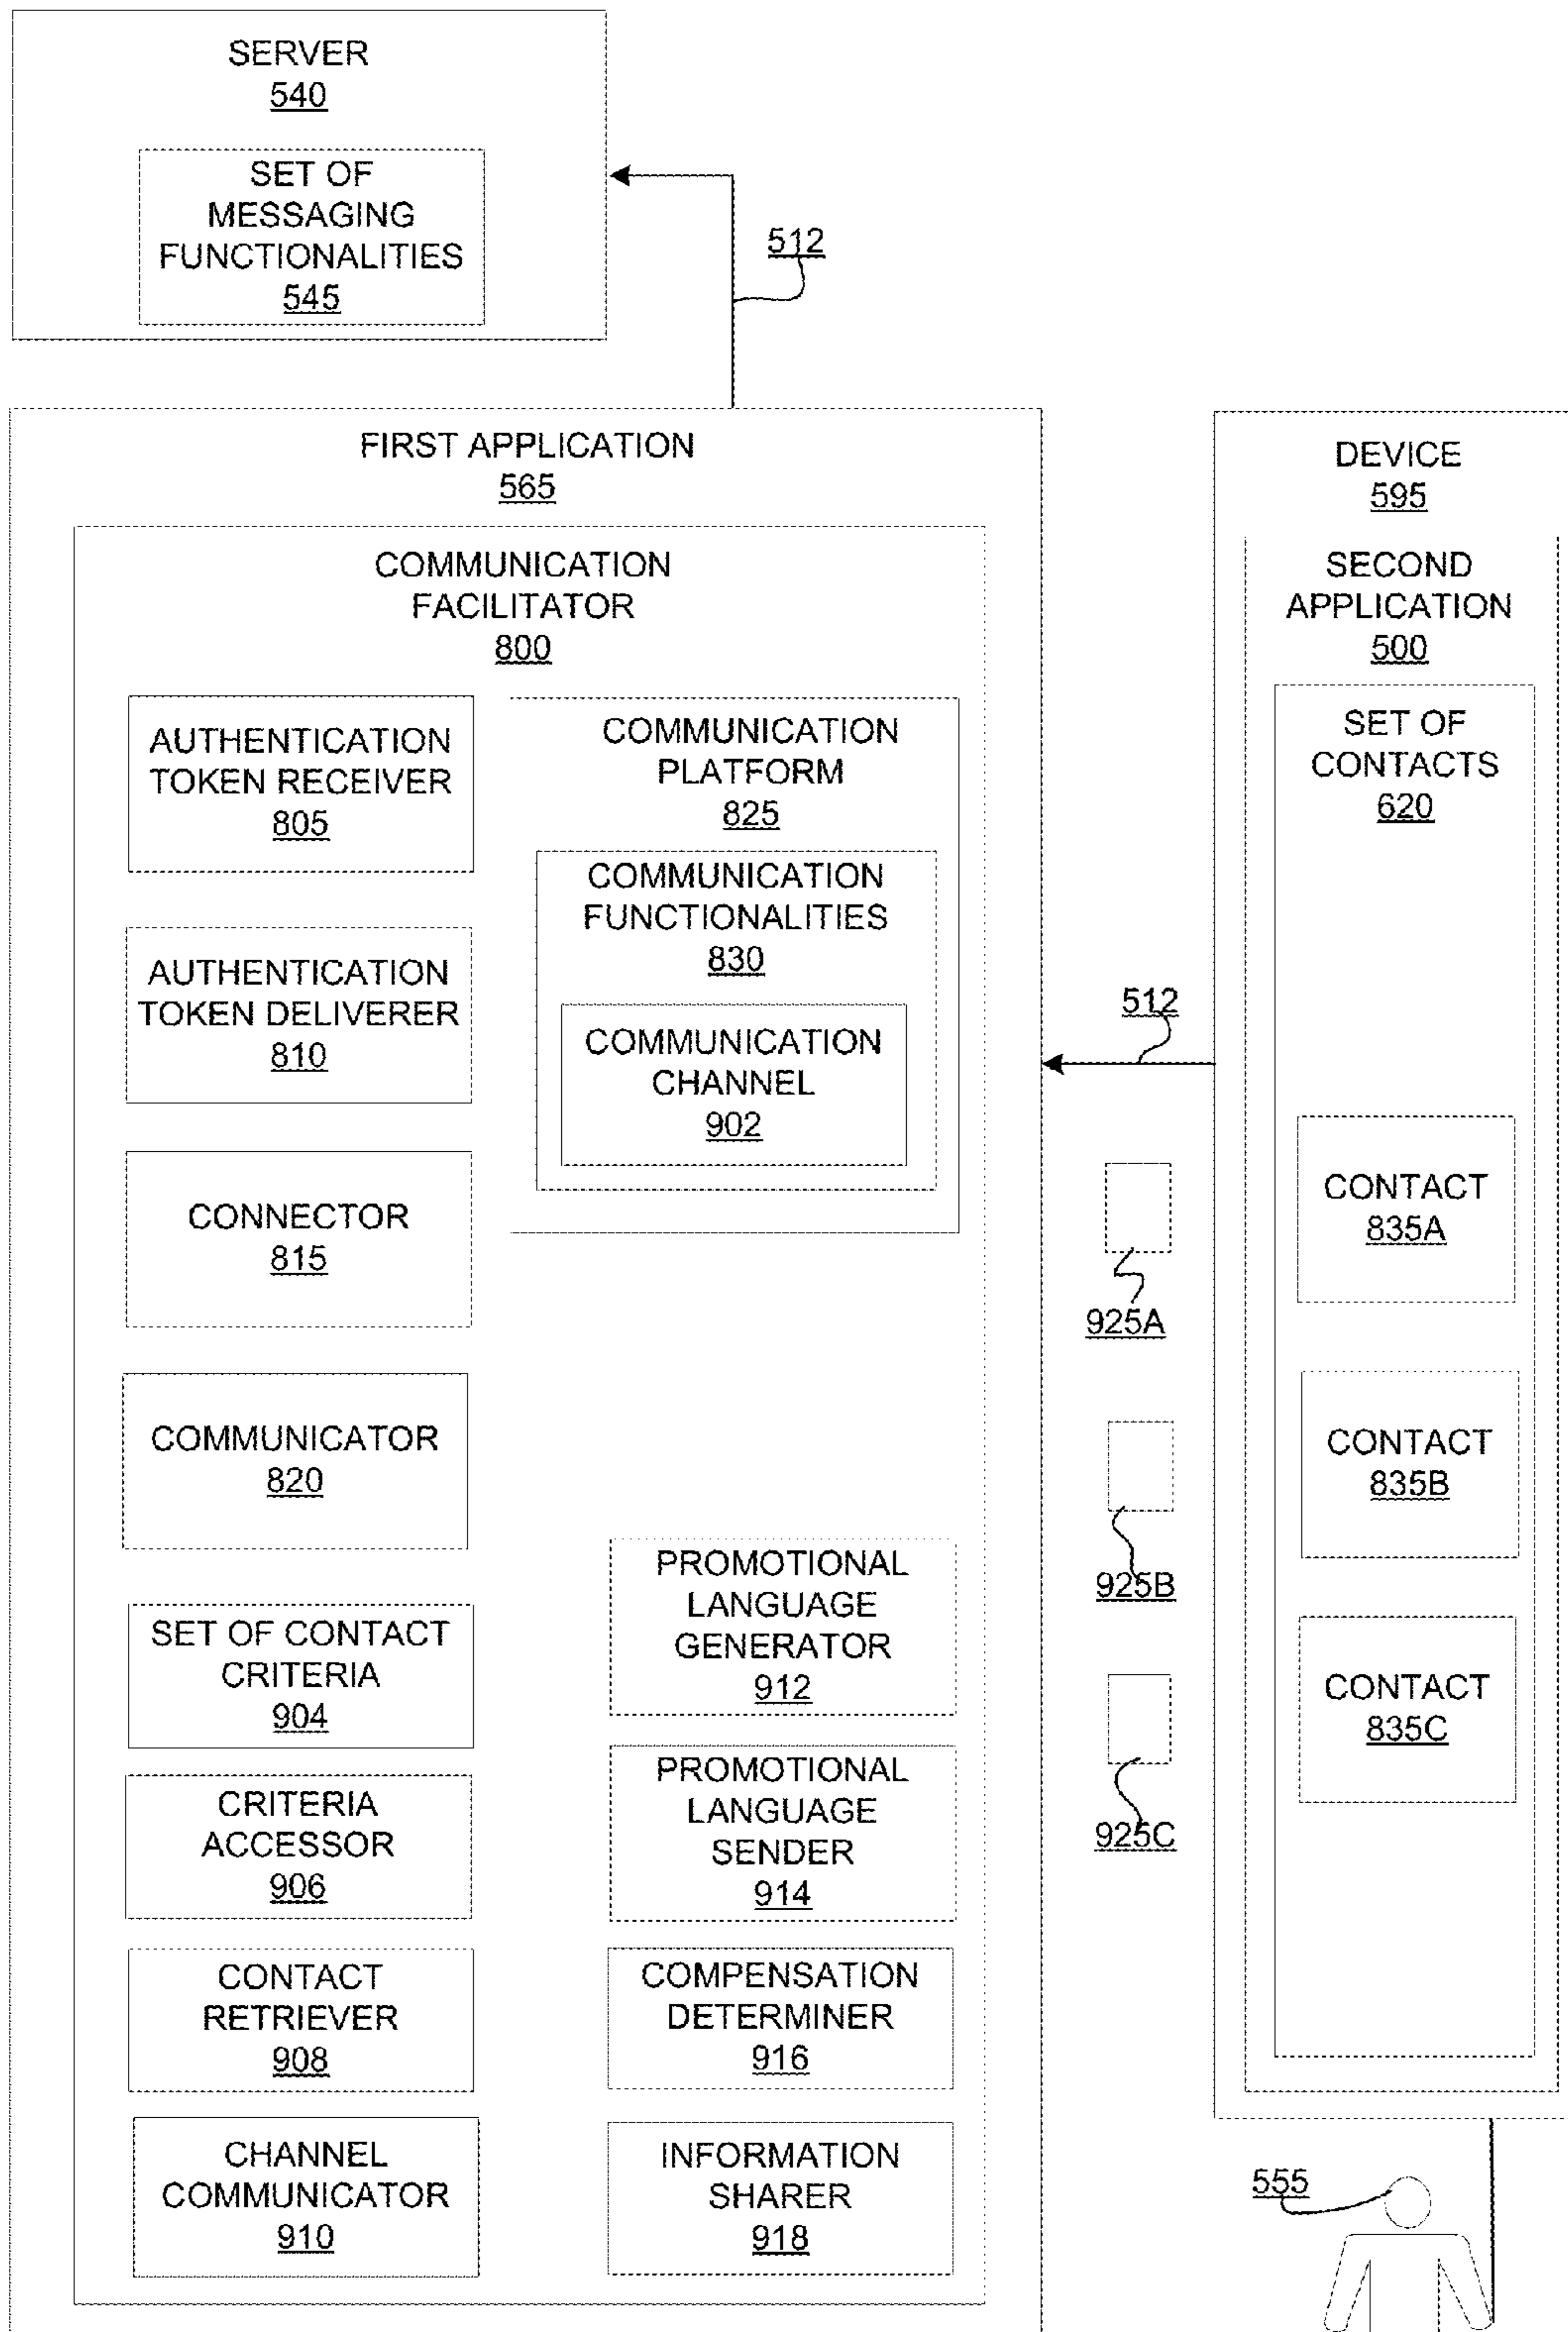 SERVER
540
SET OF
MESSAGING
FUNCTIONALITIES
545
512
FIRST APPLICATION
565
COMMUNICATION
FACILITATOR
800
AUTHENTICATION
TOKEN RECEIVER
805
AUTHENTICATION
TOKEN DELIVERER
810
CONNECTOR
815
COMMUNICATOR
820
SET OF CONTACT
CRITERIA
904
CRITERIA
ACCESSOR
906
CONTACT
RETRIEVER
908
CHANNEL
COMMUNICATOR
910
COMMUNICATION
PLATFORM
825
COMMUNICATION
FUNCTIONALITIES
830
COMMUNICATION
CHANNEL
902
PROMOTIONAL
LANGUAGE
GENERATOR
912
PROMOTIONAL
LANGUAGE
SENDER
914
COMPENSATION
DETERMINER
916
INFORMATION
SHARER
918
512
925A
925B
925C
DEVICE
595
SECOND
APPLICATION
500
SET OF
CONTACTS
620
CONTACT
835A
CONTACT
835B
CONTACT
835C
555